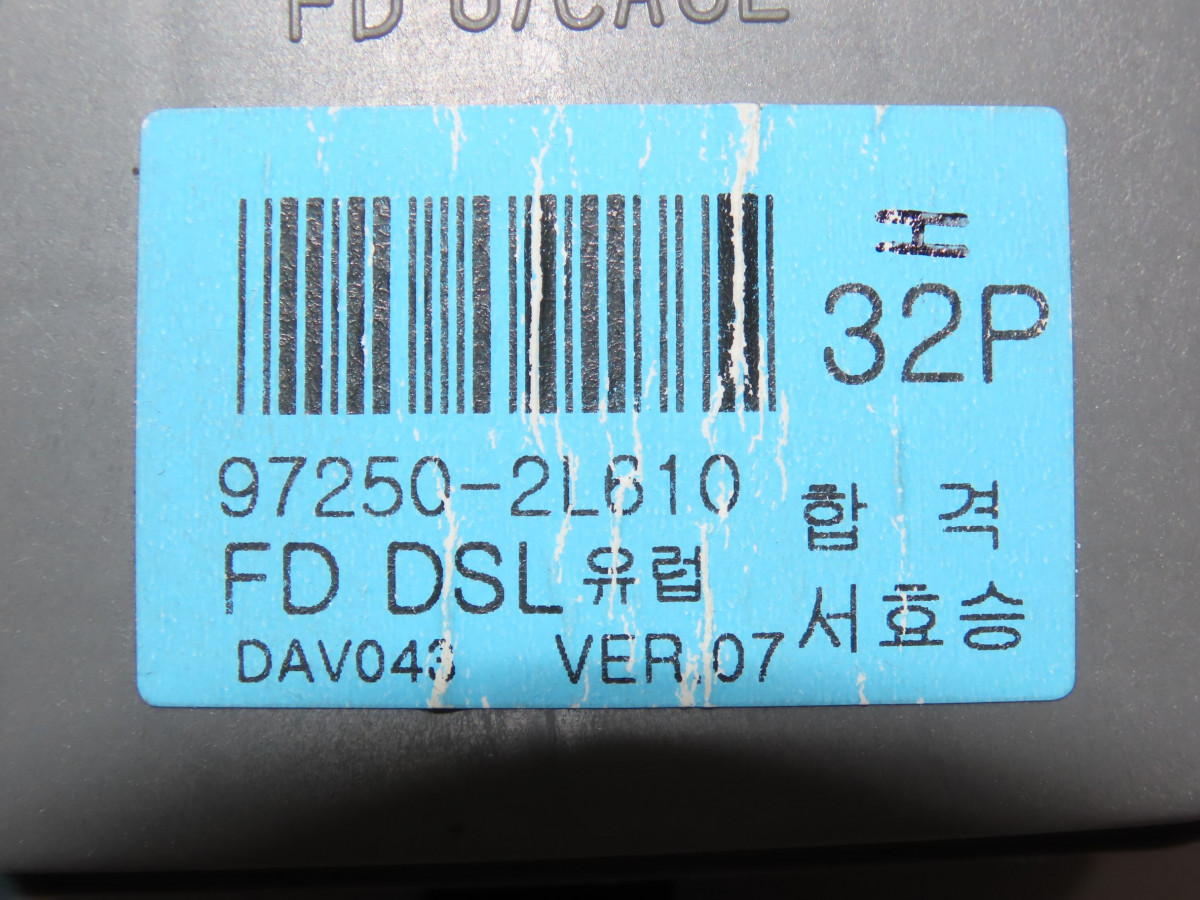 FD U/CASE
32P
97250-2L610
합 격
FD DSL 유럽
서효승
DAV043 VER.07